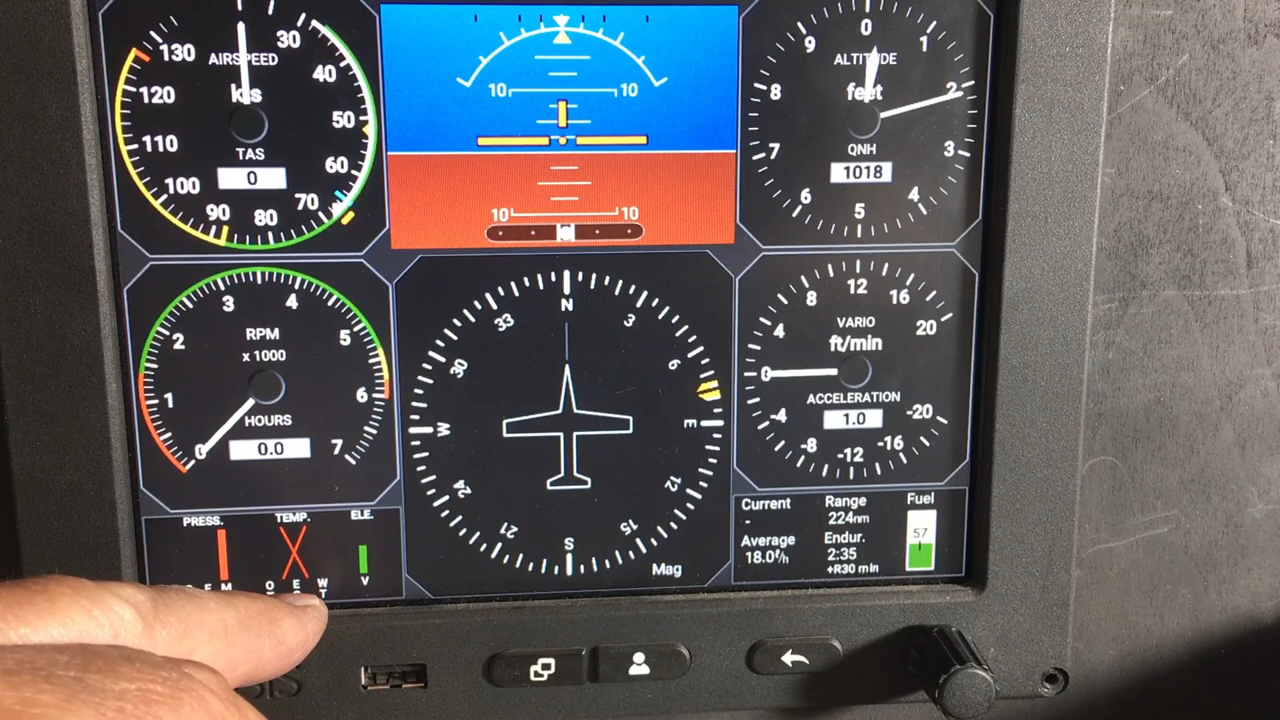 130
30
AIRSPEED
40
kts
120
50
110
TAS
60
0
100
70
90
80
10 10
10 10
0
9
1
ALTITUDE
feet
8
2
QNH
7
3
1018
6
4
5
3
4
RPM
2
5
x 1000
1
6
HOURS
0
0.0
7
N
33
3
30
6
W
E
24
12
21
15
S
Mag
12
8
16
VARIO
4
20
ft/min
0
ACCELERATION
1.0
-4
-20
-8
-16
-12
PRESS.
TEMP.
ELE.
V
Current
Range
Fuel
-
224nm
57
Average
Endur.
18.0ℓ/h
2:35
+R30 min